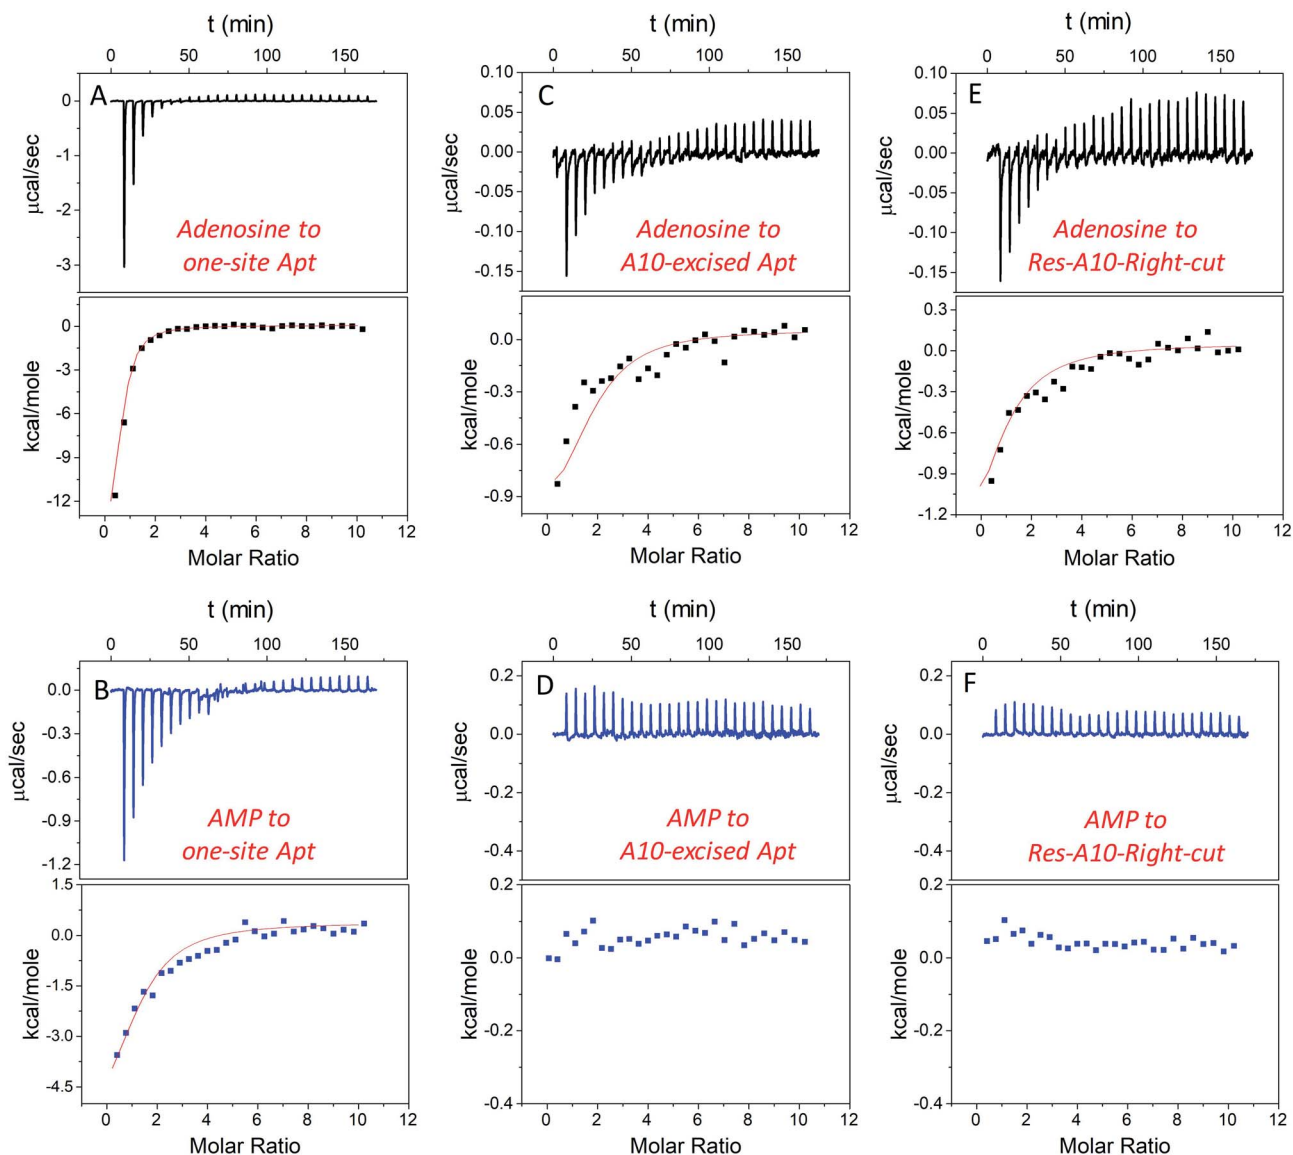 t (min)
0 50 100 150
A
0
-1
-2
-3
μcal/sec
Adenosine to
one-site Apt
0
-3
-6
-9
-12
kcal/mole
0 2 4 6 8 10 12
Molar Ratio
t (min)
0 50 100 150
C
0.10
0.05
0.00
-0.05
-0.10
-0.15
μcal/sec
Adenosine to
A10-excised Apt
0.0
-0.3
-0.6
-0.9
kcal/mole
0 2 4 6 8 10 12
Molar Ratio
t (min)
0 50 100 150
E
0.10
0.05
0.00
-0.05
-0.10
-0.15
μcal/sec
Adenosine to
Res-A10-Right-cut
0.3
0.0
-0.3
-0.6
-0.9
-1.2
kcal/mole
0 2 4 6 8 10 12
Molar Ratio
t (min)
0 50 100 150
B
0.0
-0.3
-0.6
-0.9
-1.2
μcal/sec
AMP to
one-site Apt
1.5
0.0
-1.5
-3.0
-4.5
kcal/mole
0 2 4 6 8 10 12
Molar Ratio
t (min)
0 50 100 150
D
0.2
0.0
-0.2
-0.4
μcal/sec
AMP to
A10-excised Apt
0.2
0.0
-0.2
-0.4
kcal/mole
0 2 4 6 8 10 12
Molar Ratio
t (min)
0 50 100 150
F
0.2
0.0
-0.2
-0.4
μcal/sec
AMP to
Res-A10-Right-cut
0.2
0.0
-0.2
-0.4
kcal/mole
0 2 4 6 8 10 12
Molar Ratio